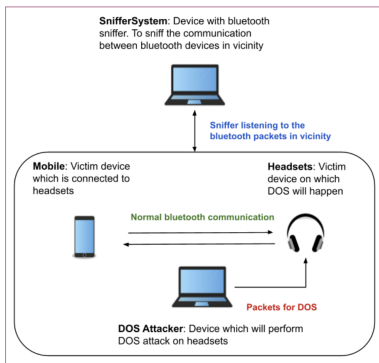 SnifferSystem: Device with bluetooth
sniffer. To sniff the communication
between bluetooth devices in vicinity
Sniffer listening to the
bluetooth packets in vicinity
Mobile: Victim device
which is connected to
headsets
Headsets: Victim
device on which
DOS will happen
Normal bluetooth communication
Packets for DOS
DOS Attacker: Device which will perform
DOS attack on headsets